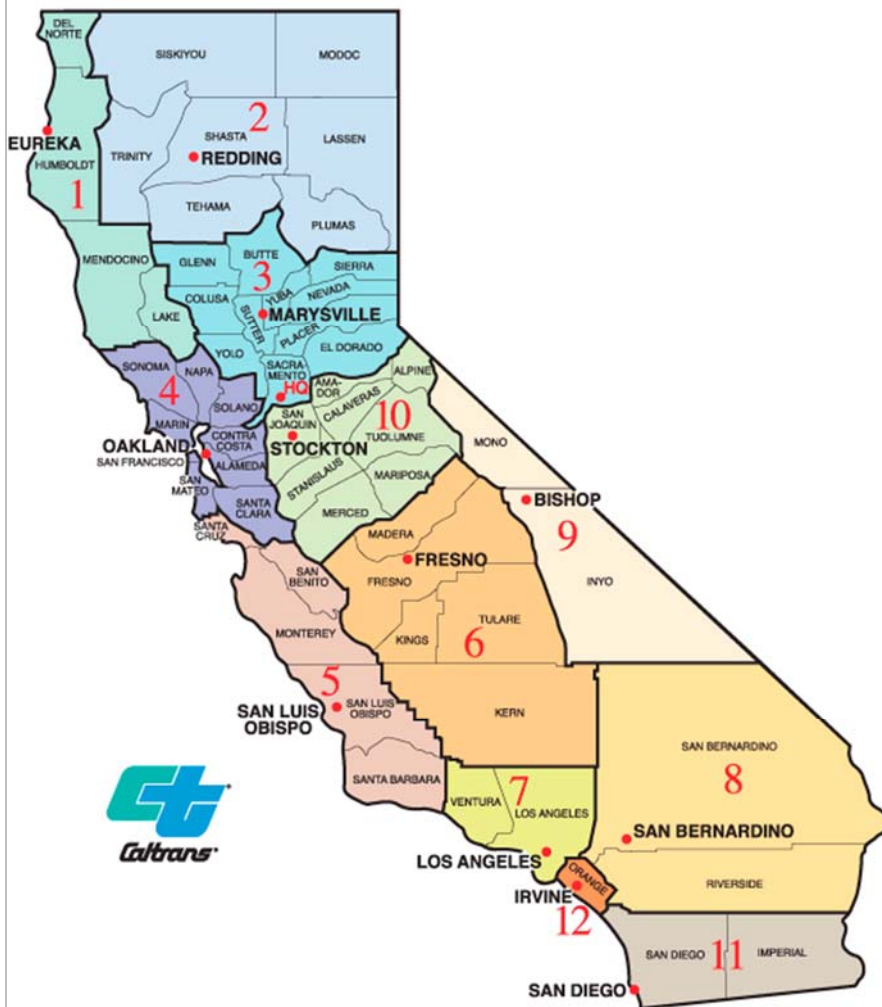 DEL
NORTE
SISKIYOU
MODOC
2
SHASTA
LASSEN
EUREKA
TRINITY
REDDING
HUMBOLDT
1
TEHAMA
PLUMAS
MENDOCINO
GLENN
BUTTE
3
SIERRA
COLUSA
YUBA
NEVADA
LAKE
SUTTER
MARYSVILLE
PLACER
YOLO
EL DORADO
SONOMA
NAPA
SACRA-
MENTO
HQ
4
SOLANO
AMA-
DOR
ALPINE
MARIN
SAN
JOAQUIN
CALAVERAS
10
CONTRA
COSTA
OAKLAND
STOCKTON
TUOLUMNE
SAN FRANCISCO
ALAMEDA
MONO
SAN
MATEO
STANISLAUS
MARIPOSA
SANTA
CLARA
MERCED
BISHOP
SANTA
CRUZ
9
MADERA
FRESNO
SAN
BENITO
FRESNO
INYO
MONTEREY
KINGS
TULARE
6
5
SAN LUIS
OBISPO
SAN LUIS
OBISPO
KERN
SAN BERNARDINO
SANTA BARBARA
7
8
VENTURA
LOS ANGELES
Caltrans
SAN BERNARDINO
LOS ANGELES
ORANGE
RIVERSIDE
IRVINE
12
SAN DIEGO
11
IMPERIAL
SAN DIEGO